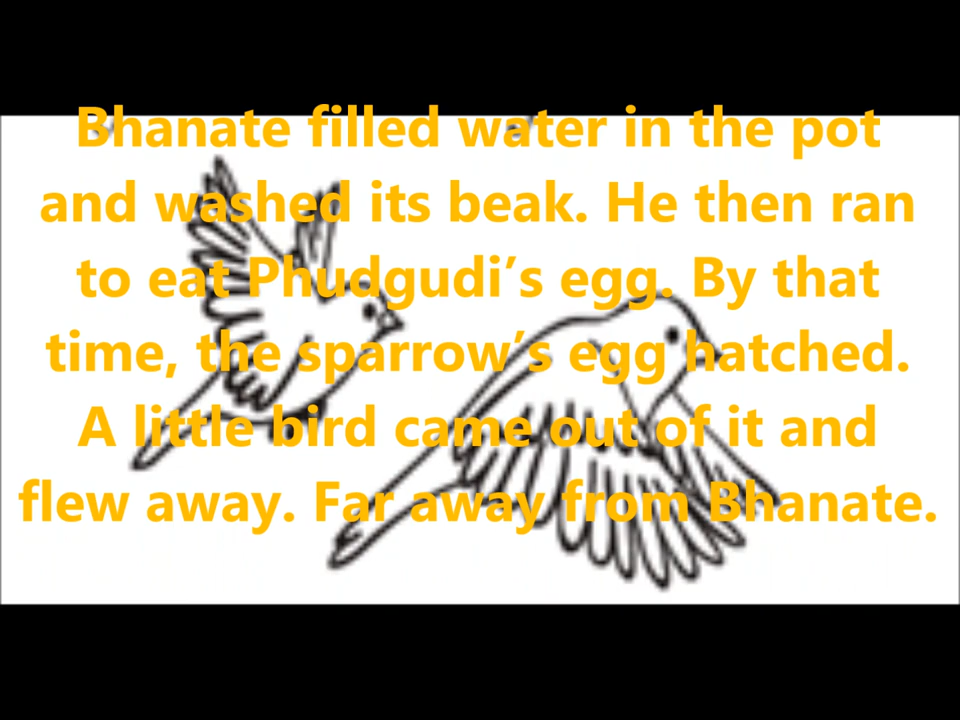 Bhanate filled water in the pot
and washed its beak. He then ran
to eat Phudgudi’s egg. By that
time, the sparrow’s egg hatched.
A little bird came out of it and
flew away. Far away from Bhanate.